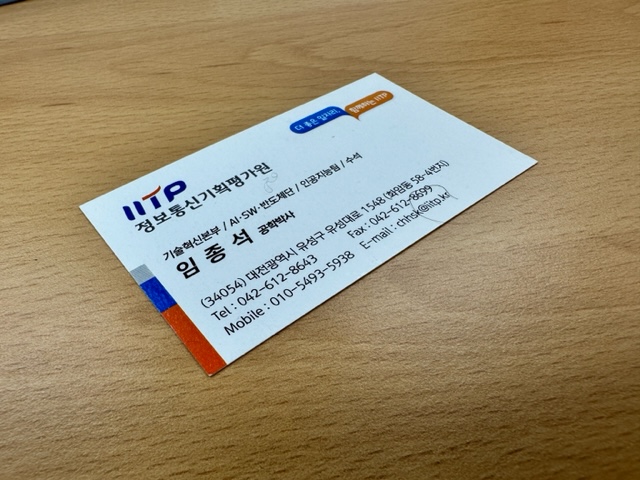 더 좋은 일자리, 함께하는 IITP
IITP
정보통신기획평가원
기술혁신본부 / AI·SW·반도체단 / 인공지능팀 / 수석
임종석 공학박사
(34054) 대전광역시 유성구 유성대로 1548 (화암동 58-4번지)
Tel : 042-612-8643 Fax : 042-612-8699
Mobile : 010-5493-5938 E-mail :